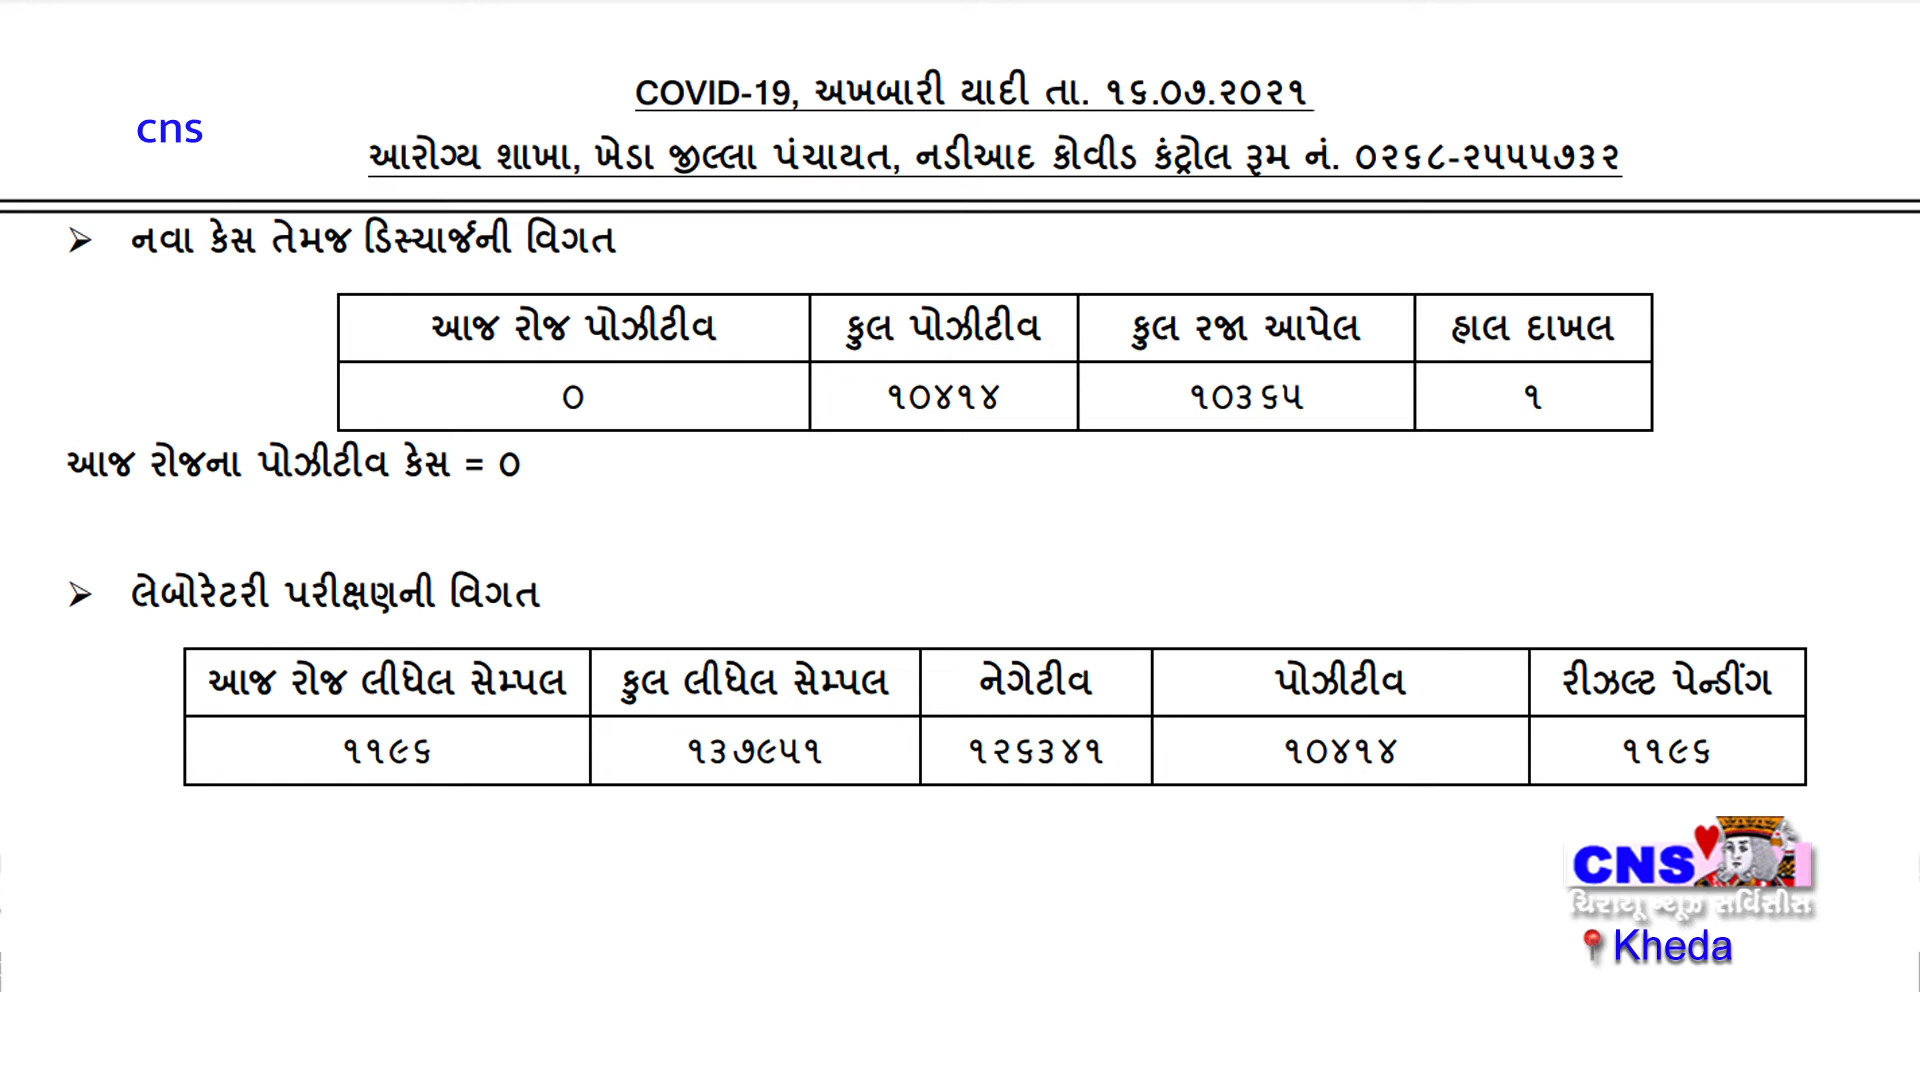 COVID-19, અખબારી યાદી તા. ૧૬.૦૭.૨૦૨૧
cns
આરોગ્ય શાખા, ખેડા જીલ્લા પંચાયત, નડીઆદ કોવીડ કંટ્રોલ રૂમ નં. ૦૨૬૮-૨૫૫૫૭૩૨
➢ નવા કેસ તેમજ ડિસ્ચાર્જની વિગત
આજ રોજ પોઝીટીવ કુલ પોઝીટીવ કુલ રજા આપેલ હાલ દાખલ
૦ ૧૦૪૧૪ ૧૦૩૬૫ ૧
આજ રોજના પોઝીટીવ કેસ = ૦
➢ લેબોરેટરી પરીક્ષણની વિગત
આજ રોજ લીધેલ સેમ્પલ કુલ લીધેલ સેમ્પલ નેગેટીવ પોઝીટીવ રીઝલ્ટ પેન્ડીંગ
૧૧૯૬ ૧૩૭૯૫૧ ૧૨૬૩૪૧ ૧૦૪૧૪ ૧૧૯૬
CNS
ચિરાયૂ ન્યૂઝ સર્વિસીસ
Kheda